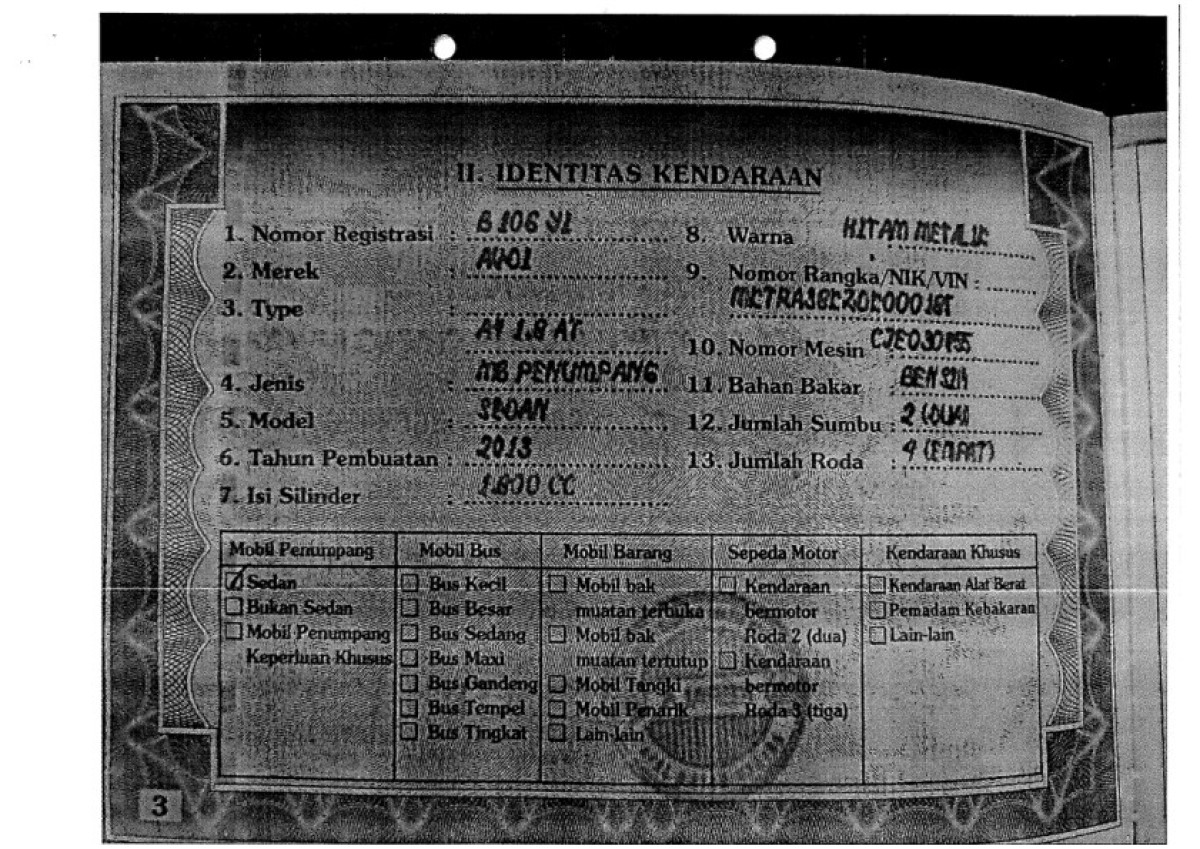 II. IDENTITAS KENDARAAN
1. Nomor Registrasi :
2. Merek :
3. Type :
A4 1.8 AT
4. Jenis : MB PENUMPANG
5. Model : SEDAN
6. Tahun Pembuatan : 2013
7. Isi Silinder : 1.800 CC
8. Warna : HITAM METALIK
9. Nomor Rangka/NIK/VIN :
10. Nomor Mesin
11. Bahan Bakar : BENSIN
12. Jumlah Sumbu : 2 (DUA)
13. Jumlah Roda : 4 (EMPAT)
Mobil Penumpang
Sedan
Bukan Sedan
Mobil Penumpang
Keperluan Khusus
Mobil Bus
Bus Kecil
Bus Besar
Bus Sedang
Bus Maxi
Bus Gandeng
Bus Tempel
Bus Tingkat
Mobil Barang
Mobil bak
muatan terbuka
Mobil bak
muatan tertutup
Mobil Tangki
Mobil Penarik
Lain-lain
Sepeda Motor
Kendaraan
bermotor
Roda 2 (dua)
Kendaraan
bermotor
Roda 3 (tiga)
Kendaraan Khusus
Kendaraan Alat Berat
Pemadam Kebakaran
Lain-lain
3